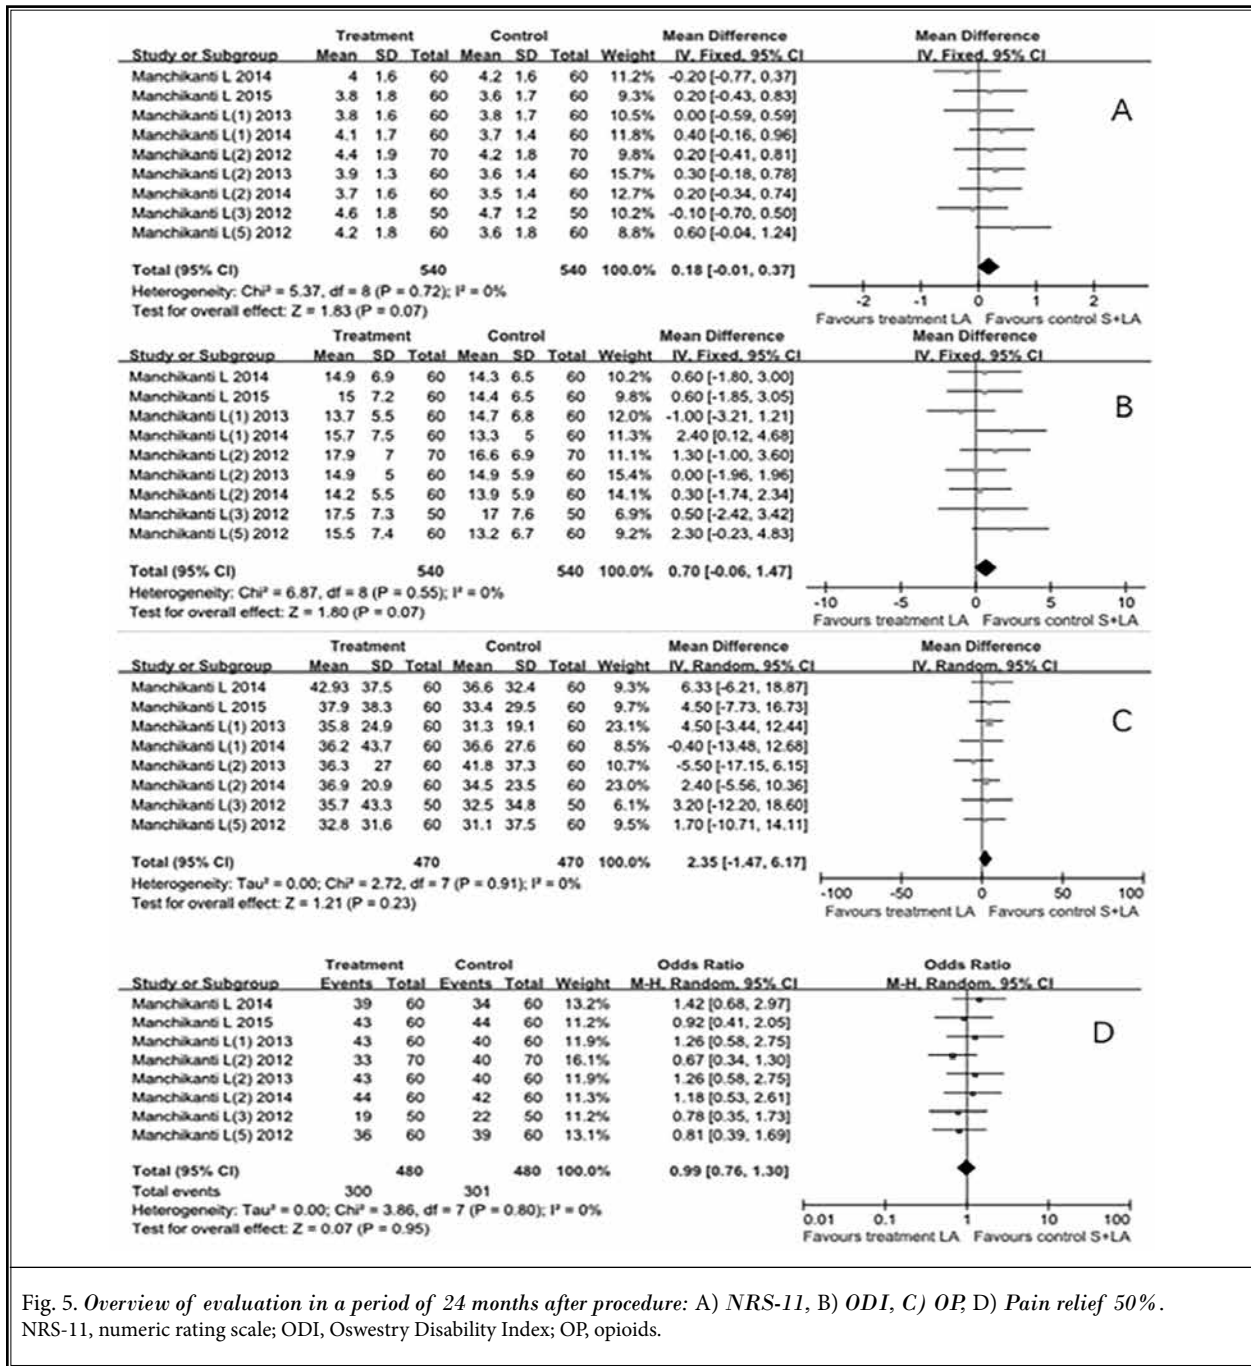 Treatment Control Mean Difference Mean Difference
Study or Subgroup Mean SD Total Mean SD Total Weight IV, Fixed, 95% CI IV, Fixed, 95% CI
Manchikanti L 2014 4 1.6 60 4.2 1.6 60 11.2% -0.20 [-0.77, 0.37]
Manchikanti L 2015 3.8 1.8 60 3.6 1.7 60 9.3% 0.20 [-0.43, 0.83]
Manchikanti L(1) 2013 3.8 1.6 60 3.8 1.7 60 10.5% 0.00 [-0.59, 0.59]
A
Manchikanti L(1) 2014 4.1 1.7 60 3.7 1.4 60 11.8% 0.40 [-0.16, 0.96]
Manchikanti L(2) 2012 4.4 1.9 70 4.2 1.8 70 9.8% 0.20 [-0.41, 0.81]
Manchikanti L(2) 2013 3.9 1.3 60 3.6 1.4 60 15.7% 0.30 [-0.18, 0.78]
Manchikanti L(2) 2014 3.7 1.6 60 3.5 1.4 60 12.7% 0.20 [-0.34, 0.74]
Manchikanti L(3) 2012 4.6 1.8 50 4.7 1.2 50 10.2% -0.10 [-0.70, 0.50]
Manchikanti L(5) 2012 4.2 1.8 60 3.6 1.8 60 8.8% 0.60 [-0.04, 1.24]
Total (95% CI) 540 540 100.0% 0.18 [-0.01, 0.37]
Heterogeneity: Chi² = 5.37, df = 8 (P = 0.72); I² = 0%
-2 -1 0 1 2
Test for overall effect: Z = 1.83 (P = 0.07)
Favours treatment LA Favours control S+LA
Treatment Control Mean Difference Mean Difference
Study or Subgroup Mean SD Total Mean SD Total Weight IV, Fixed, 95% CI IV, Fixed, 95% CI
Manchikanti L 2014 14.9 6.9 60 14.3 6.5 60 10.2% 0.60 [-1.80, 3.00]
Manchikanti L 2015 15 7.2 60 14.4 6.5 60 9.8% 0.60 [-1.85, 3.05]
B
Manchikanti L(1) 2013 13.7 5.5 60 14.7 6.8 60 12.0% -1.00 [-3.21, 1.21]
Manchikanti L(1) 2014 15.7 7.5 60 13.3 5 60 11.3% 2.40 [0.12, 4.68]
Manchikanti L(2) 2012 17.9 7 70 16.6 6.9 70 11.1% 1.30 [-1.00, 3.60]
Manchikanti L(2) 2013 14.9 5 60 14.9 5.9 60 15.4% 0.00 [-1.96, 1.96]
Manchikanti L(2) 2014 14.2 5.5 60 13.9 5.9 60 14.1% 0.30 [-1.74, 2.34]
Manchikanti L(3) 2012 17.5 7.3 50 17 7.6 50 6.9% 0.50 [-2.42, 3.42]
Manchikanti L(5) 2012 15.5 7.4 60 13.2 6.7 60 9.2% 2.30 [-0.23, 4.83]
Total (95% CI) 540 540 100.0% 0.70 [-0.06, 1.47]
Heterogeneity: Chi² = 6.87, df = 8 (P = 0.55); I² = 0%
-10 -5 0 5 10
Test for overall effect: Z = 1.80 (P = 0.07)
Favours treatment LA Favours control S+LA
Treatment Control Mean Difference Mean Difference
Study or Subgroup Mean SD Total Mean SD Total Weight IV, Random, 95% CI IV, Random, 95% CI
Manchikanti L 2014 42.93 37.5 60 36.6 32.4 60 9.3% 6.33 [-6.21, 18.87]
Manchikanti L 2015 37.9 38.3 60 33.4 29.5 60 9.7% 4.50 [-7.73, 16.73]
C
Manchikanti L(1) 2013 35.8 24.9 60 31.3 19.1 60 23.1% 4.50 [-3.44, 12.44]
Manchikanti L(1) 2014 36.2 43.7 60 36.6 27.6 60 8.5% -0.40 [-13.48, 12.68]
Manchikanti L(2) 2013 36.3 27 60 41.8 37.3 60 10.7% -5.50 [-17.15, 6.15]
Manchikanti L(2) 2014 36.9 20.9 60 34.5 23.5 60 23.0% 2.40 [-5.56, 10.36]
Manchikanti L(3) 2012 35.7 43.3 50 32.5 34.8 50 6.1% 3.20 [-12.20, 18.60]
Manchikanti L(5) 2012 32.8 31.6 60 31.1 37.5 60 9.5% 1.70 [-10.71, 14.11]
Total (95% CI) 470 470 100.0% 2.35 [-1.47, 6.17]
Heterogeneity: Tau² = 0.00; Chi² = 2.72, df = 7 (P = 0.91); I² = 0%
-100 -50 0 50 100
Test for overall effect: Z = 1.21 (P = 0.23)
Favours treatment LA Favours control S+LA
Treatment Control Odds Ratio Odds Ratio
Study or Subgroup Events Total Events Total Weight M-H, Random, 95% CI M-H, Random, 95% CI
Manchikanti L 2014 39 60 34 60 13.2% 1.42 [0.68, 2.97]
Manchikanti L 2015 43 60 44 60 11.2% 0.92 [0.41, 2.05]
D
Manchikanti L(1) 2013 43 60 40 60 11.9% 1.26 [0.58, 2.75]
Manchikanti L(2) 2012 33 70 40 70 16.1% 0.67 [0.34, 1.30]
Manchikanti L(2) 2013 43 60 40 60 11.9% 1.26 [0.58, 2.75]
Manchikanti L(2) 2014 44 60 42 60 11.3% 1.18 [0.53, 2.61]
Manchikanti L(3) 2012 19 50 22 50 11.2% 0.78 [0.35, 1.73]
Manchikanti L(5) 2012 36 60 39 60 13.1% 0.81 [0.39, 1.69]
Total (95% CI) 480 480 100.0% 0.99 [0.76, 1.30]
Total events 300 301
Heterogeneity: Tau² = 0.00; Chi² = 3.86, df = 7 (P = 0.80); I² = 0%
0.01 0.1 1 10 100
Test for overall effect: Z = 0.07 (P = 0.95)
Favours treatment LA Favours control S+LA
Fig. 5. Overview of evaluation in a period of 24 months after procedure: A) NRS-11, B) ODI, C) OP, D) Pain relief 50%.
NRS-11, numeric rating scale; ODI, Oswestry Disability Index; OP, opioids.